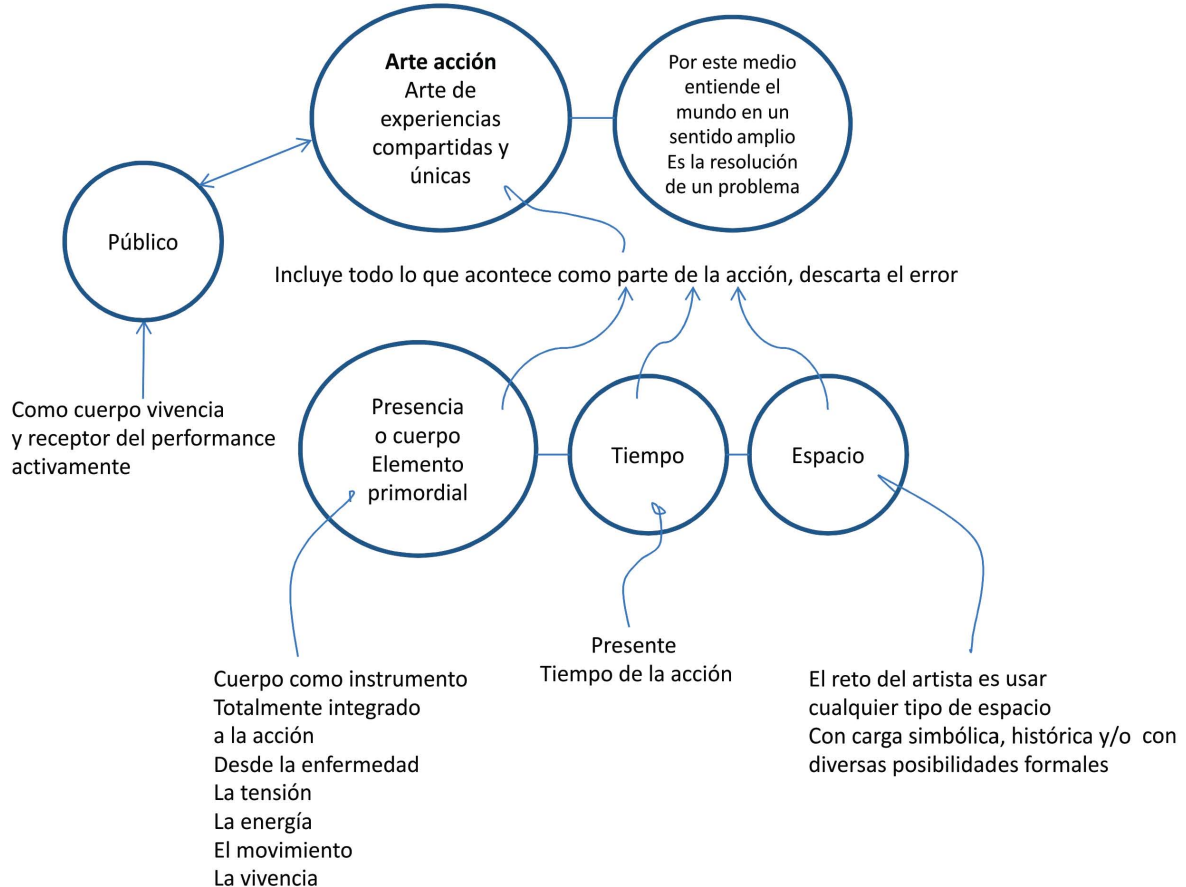 Arte acción
Arte de
experiencias
compartidas y
únicas
Por este medio
entiende el
mundo en un
sentido amplio
Es la resolución
de un problema
Público
Incluye todo lo que acontece como parte de la acción, descarta el error
Como cuerpo vivencia
y receptor del performance
activamente
Presencia
o cuerpo
Elemento
primordial
Tiempo
Espacio
Cuerpo como instrumento
Totalmente integrado
a la acción
Desde la enfermedad
La tensión
La energía
El movimiento
La vivencia
Presente
Tiempo de la acción
El reto del artista es usar
cualquier tipo de espacio
Con carga simbólica, histórica y/o con
diversas posibilidades formales